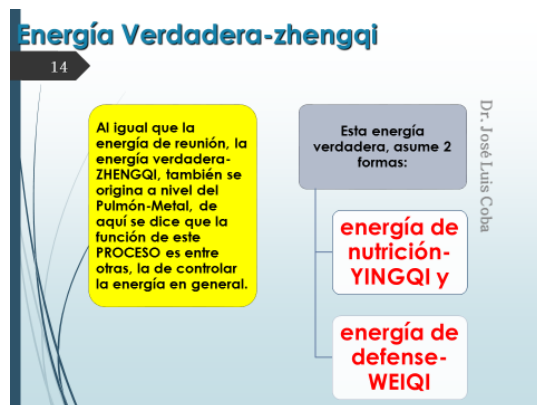 Energía Verdadera-zhengqi
14
Al igual que la
energía de reunión, la
energía verdadera-
ZHENGQI, también se
origina a nivel del
Pulmón-Metal, de
aquí se dice que la
función de este
PROCESO es entre
otras, la de controlar
la energía en general.
Esta energía
verdadera, asume 2
formas:
energía de
nutrición-
YINGQI y
energía de
defense-
WEIQI
Dr. José Luis Coba